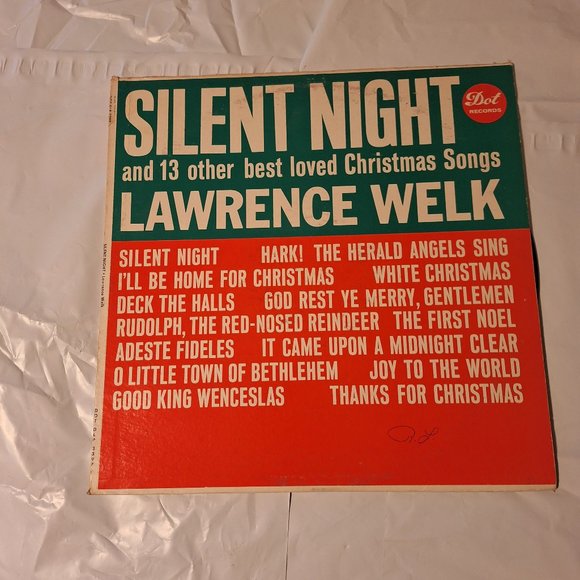 SILENT NIGHT
Dot
RECORDS
and 13 other best loved Christmas Songs
LAWRENCE WELK
SILENT NIGHT HARK! THE HERALD ANGELS SING
I'LL BE HOME FOR CHRISTMAS WHITE CHRISTMAS
DECK THE HALLS GOD REST YE MERRY, GENTLEMEN
RUDOLPH, THE RED-NOSED REINDEER THE FIRST NOEL
ADESTE FIDELES IT CAME UPON A MIDNIGHT CLEAR
O LITTLE TOWN OF BETHLEHEM JOY TO THE WORLD
GOOD KING WENCESLAS THANKS FOR CHRISTMAS